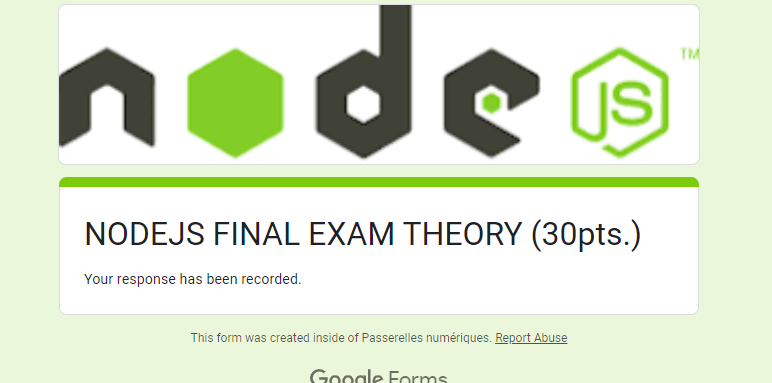 node
JS
TM
NODEJS FINAL EXAM THEORY (30pts.)
Your response has been recorded.
This form was created inside of Passerelles numériques. Report Abuse
Google Forms